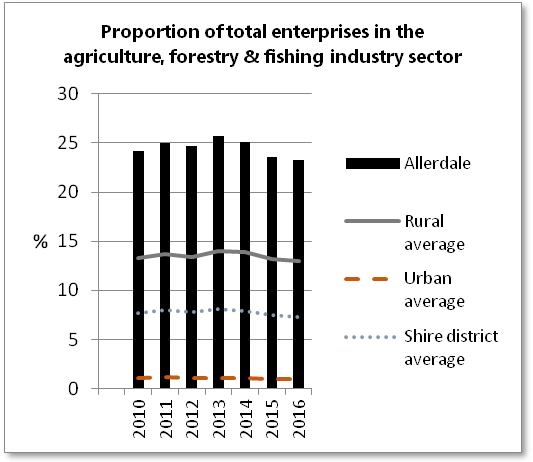 Proportion of total enterprises in the
agriculture, forestry & fishing industry sector
30
25
20
15
10
5
0
%
2010
2011
2012
2013
2014
2015
2016
Allerdale
Rural
average
Urban
average
Shire district
average